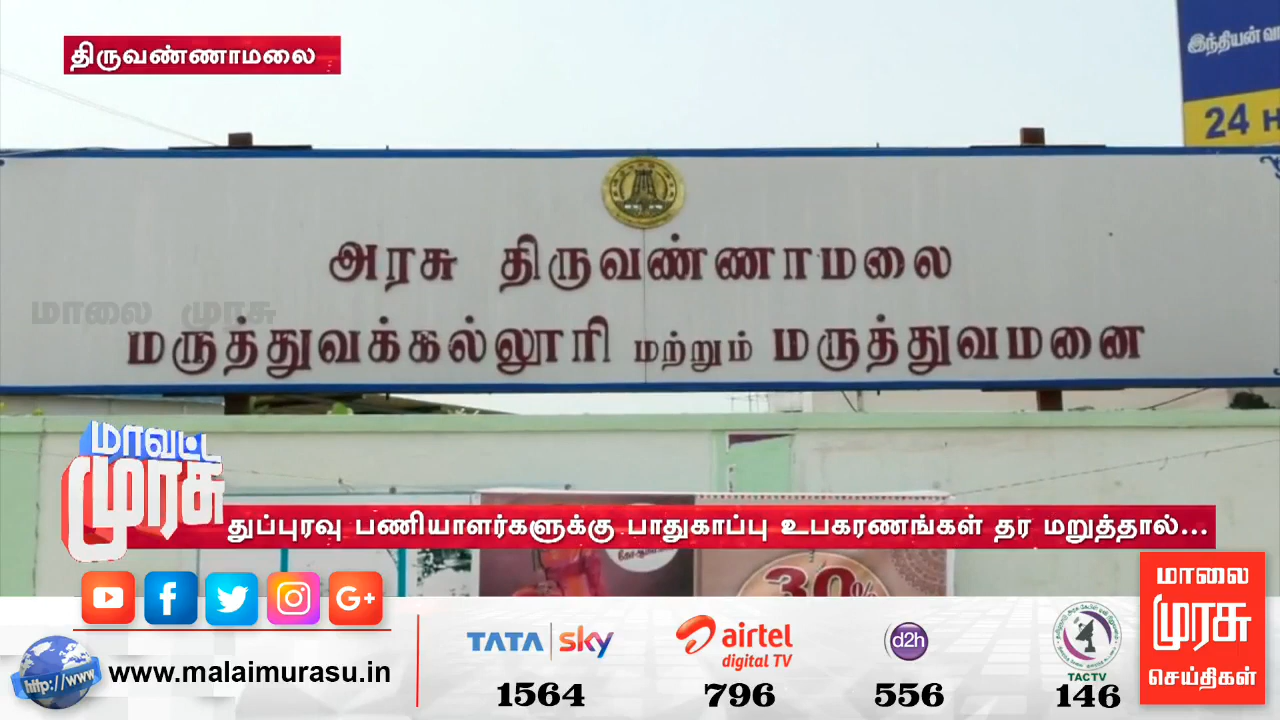 திருவண்ணாமலை
இந்தியன் வ
24 H
அரசு திருவண்ணாமலை
மாலை முரசு
மருத்துவக்கல்லூரி மற்றும் மருத்துவமனை
மாவட்ட
முரசு
துப்புரவு பணியாளர்களுக்கு பாதுகாப்பு உபகரணங்கள் தர மறுத்தால்...
30%
G+
http://www
www.malaimurasu.in
TATA sky
1564
airtel
digital TV
796
d2h
556
TACTV
146
மாலை
முரசு
செய்திகள்